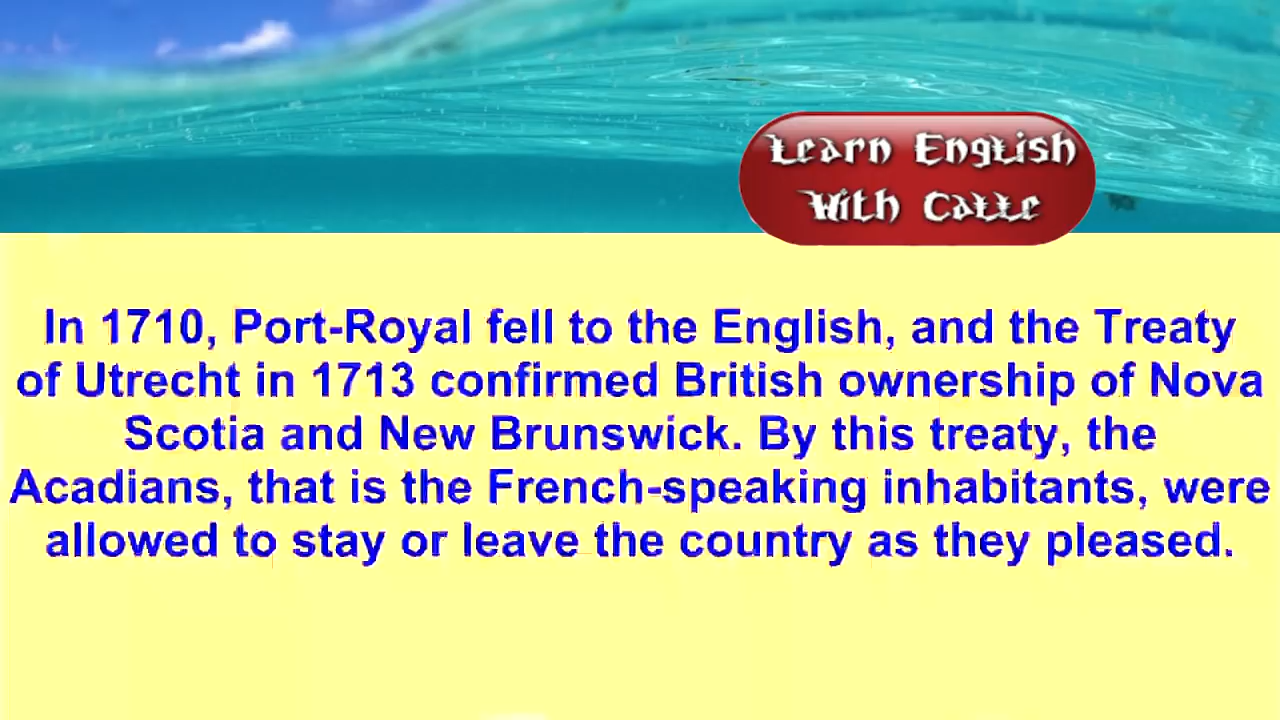 Learn English
With Calle
In 1710, Port-Royal fell to the English, and the Treaty
of Utrecht in 1713 confirmed British ownership of Nova
Scotia and New Brunswick. By this treaty, the
Acadians, that is the French-speaking inhabitants, were
allowed to stay or leave the country as they pleased.